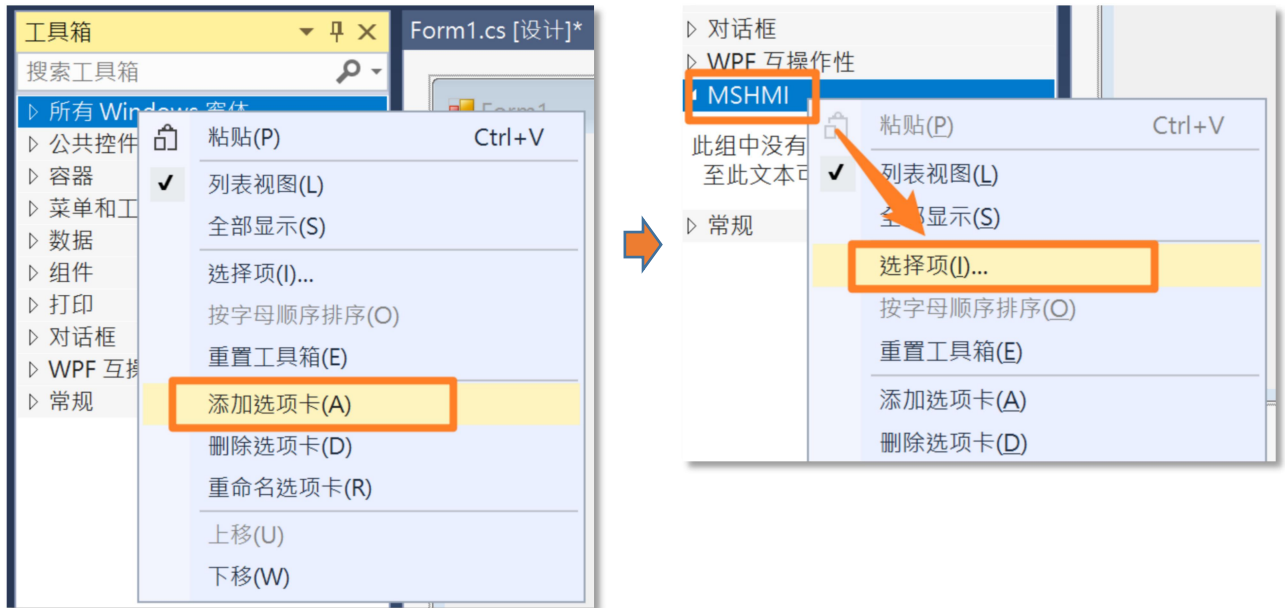 工具箱
Form1.cs [设计]*
搜索工具箱
所有 Windows 窗体
Form1
公共控件
容器
菜单和工
数据
组件
打印
对话框
WPF 互操
常规
粘贴(P) Ctrl+V
列表视图(L)
全部显示(S)
选择项(I)...
按字母顺序排序(O)
重置工具箱(E)
添加选项卡(A)
删除选项卡(D)
重命名选项卡(R)
上移(U)
下移(W)
对话框
WPF 互操作性
MSHMI
此组中没有
至此文本
常规
粘贴(P) Ctrl+V
列表视图(L)
全部显示(S)
选择项(I)...
按字母顺序排序(O)
重置工具箱(E)
添加选项卡(A)
删除选项卡(D)